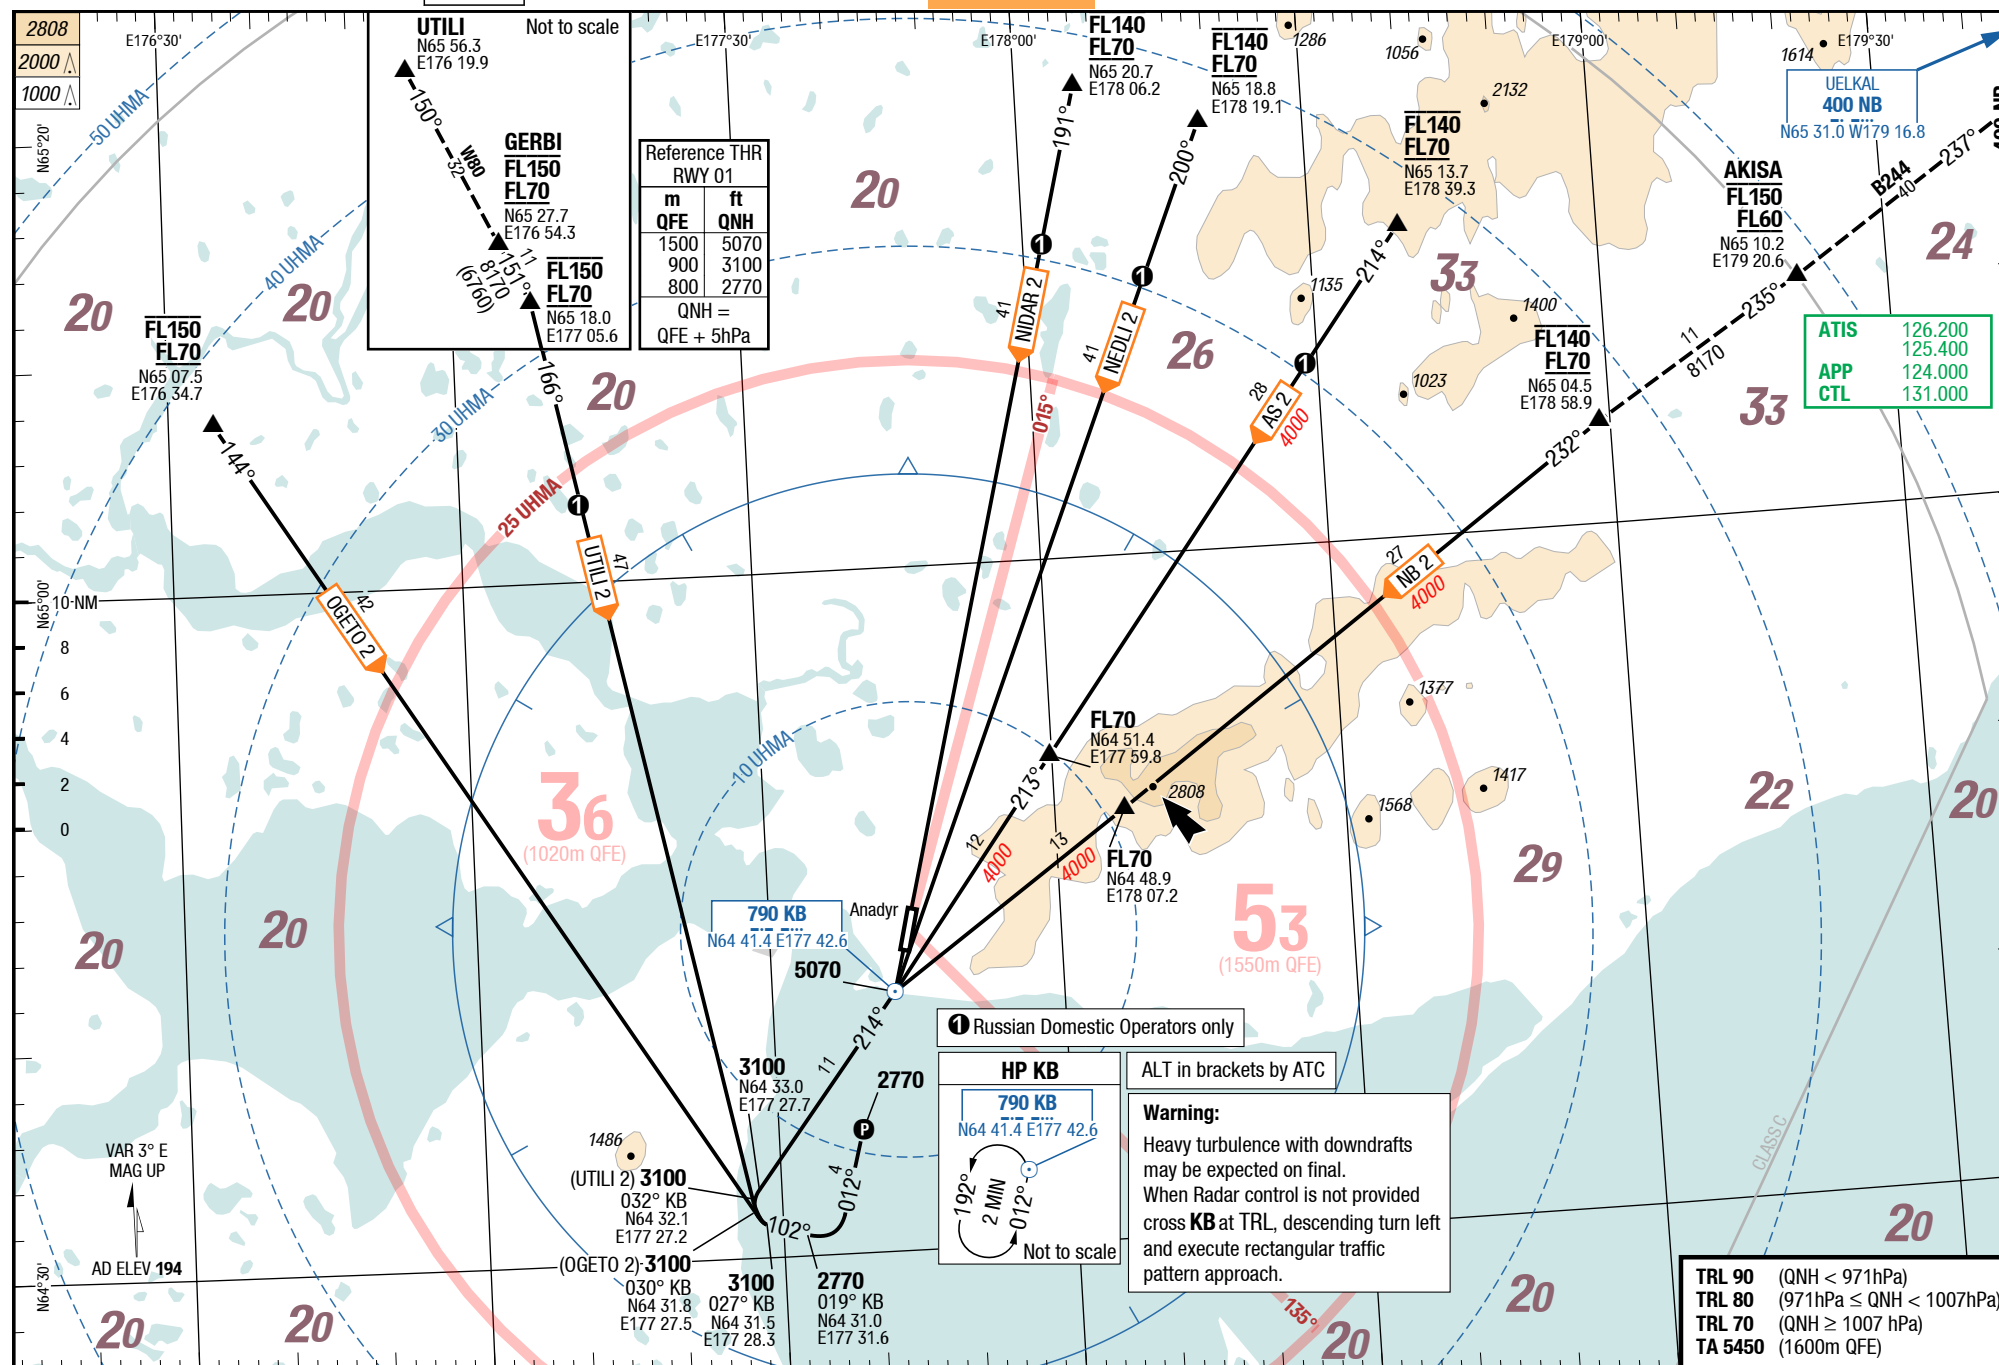 2808
2000
1000
E176°30'
E177°30'
E178°00'
E179°00'
E179°30'
N65°20'
N65°00'
N64°30'
50 UHMA
40 UHMA
30 UHMA
25 UHMA
10 UHMA
UTILI
N65 56.3
E176 19.9
Not to scale
150°
W80
32
GERBI
FL150
FL70
N65 27.7
E176 54.3
11
151°
8170
(6760)
FL150
FL70
N65 18.0
E177 05.6
166°
1
UTILI 2
47
Reference THR
RWY 01
m ft
QFE QNH
1500 5070
900 3100
800 2770
QNH =
QFE + 5hPa
FL150
FL70
N65 07.5
E176 34.7
144°
OGETO 2
42
FL140
FL70
N65 20.7
E178 06.2
191°
1
NIDAR 2
41
FL140
FL70
N65 18.8
E178 19.1
200°
1
NEDLI 2
41
015°
FL140
FL70
N65 13.7
E178 39.3
214°
1
AS 2
28
4000
1286
1056
2132
1614
1135
1400
1023
UELKAL
400 NB
N65 31.0 W179 16.8
400 NB
237°
B244
40
AKISA
FL150
FL60
N65 10.2
E179 20.6
235°
11
8170
FL140
FL70
N65 04.5
E178 58.9
232°
27
NB 2
4000
ATIS 126.200
125.400
APP 124.000
CTL 131.000
20
20
20
20
20
26
33
33
24
10 NM
8
6
4
2
0
36
(1020m QFE)
53
(1550m QFE)
20
20
22
29
20
FL70
N64 51.4
E177 59.8
213°
12
4000
13
4000
2808
FL70
N64 48.9
E178 07.2
1377
1417
1568
790 KB
N64 41.4 E177 42.6
Anadyr
5070
214°
11
1 Russian Domestic Operators only
HP KB
790 KB
N64 41.4 E177 42.6
192°
2 MIN
012°
Not to scale
ALT in brackets by ATC
Warning:
Heavy turbulence with downdrafts
may be expected on final.
When Radar control is not provided
cross KB at TRL, descending turn left
and execute rectangular traffic
pattern approach.
3100
N64 33.0
E177 27.7
2770
P
4
012°
102°
1486
(UTILI 2) 3100
032° KB
N64 32.1
E177 27.2
(OGETO 2) 3100
030° KB
N64 31.8
E177 27.5
3100
027° KB
N64 31.5
E177 28.3
2770
019° KB
N64 31.0
E177 31.6
VAR 3° E
MAG UP
AD ELEV 194
CLASS C
135°
20
20
20
20
20
TRL 90 (QNH < 971hPa)
TRL 80 (971hPa ≤ QNH < 1007hPa)
TRL 70 (QNH ≥ 1007 hPa)
TA 5450 (1600m QFE)